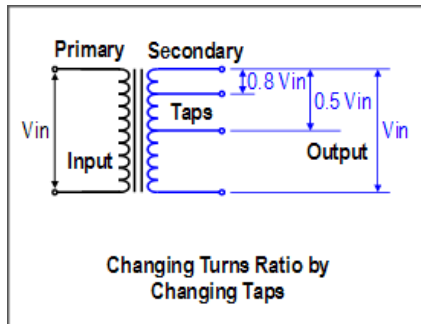 Primary
Secondary
0.8 Vin
0.5 Vin
Taps
Vin
Vin
Input
Output
Changing Turns Ratio by
Changing Taps